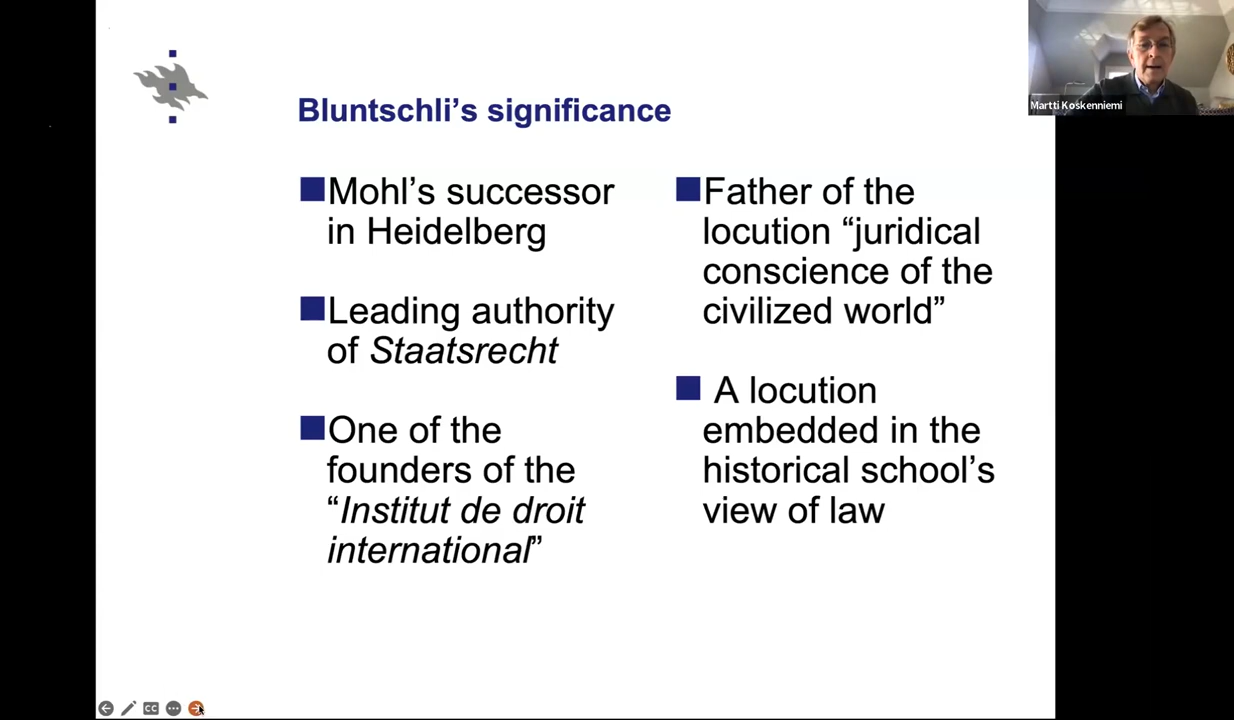 Bluntschli’s significance
Mohl’s successor
in Heidelberg
Leading authority
of Staatsrecht
One of the
founders of the
“Institut de droit
international”
Father of the
locution “juridical
conscience of the
civilized world”
A locution
embedded in the
historical school’s
view of law
Martti Koskenniemi
CC